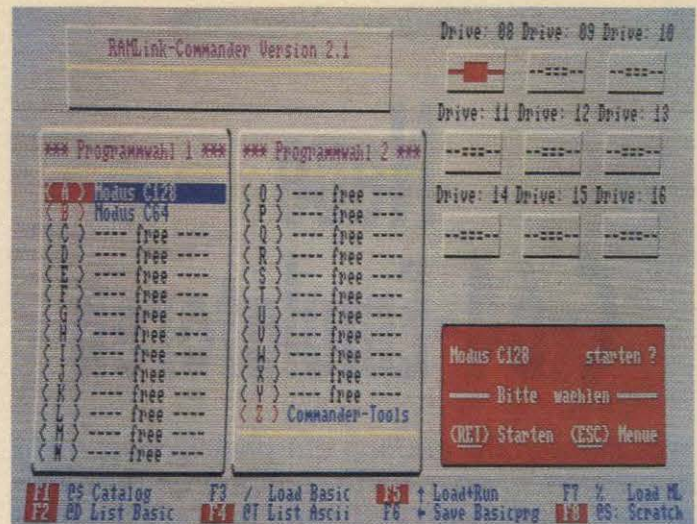 RAMLink-Commander Version 2.1
Drive: 08 Drive: 09 Drive: 10
--===-- --===--
Drive: 11 Drive: 12 Drive: 13
--===-- --===-- --===--
Drive: 14 Drive: 15 Drive: 16
--===-- --===-- --===--
*** Programmwahl 1 ***
< A > Modus C128
< B > Modus C64
< C > ---- free ----
< D > ---- free ----
< E > ---- free ----
< F > ---- free ----
< G > ---- free ----
< H > ---- free ----
< I > ---- free ----
< J > ---- free ----
< K > ---- free ----
< L > ---- free ----
< M > ---- free ----
< N > ---- free ----
*** Programmwahl 2 ***
< O > ---- free ----
< P > ---- free ----
< Q > ---- free ----
< R > ---- free ----
< S > ---- free ----
< T > ---- free ----
< U > ---- free ----
< V > ---- free ----
< W > ---- free ----
< X > ---- free ----
< Y > ---- free ----
< Z > Commander-Tools
Modus C128 starten ?
Bitte waehlen
<RET> Starten <ESC> Menue
F1 @$ Catalog F3 / Load Basic F5 ↑ Load+Run F7 % Load ML
F2 @D List Basic F4 @T List Ascii F6 ← Save Basicprg F8 @S: Scratch